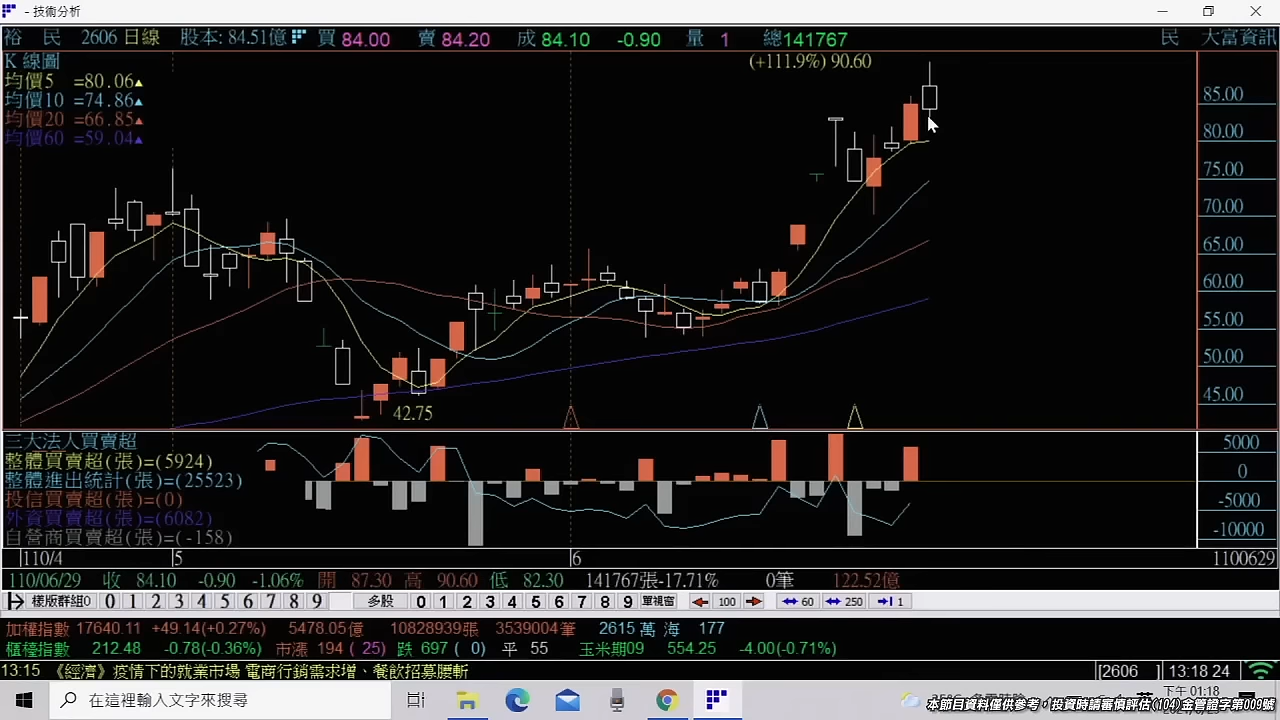 - 技術分析
裕 民 2606 日線 股本: 84.51億 買 84.00 賣 84.20 成 84.10 -0.90 量 1 總141767 民 大富資訊
K 線圖
(+111.9%) 90.60
均價5 =80.06▲
均價10 =74.86▲
均價20 =66.85▲
均價60 =59.04▲
85.00
80.00
75.00
70.00
65.00
60.00
55.00
50.00
45.00
42.75
三大法人買賣超
整體買賣超(張)=(5924)
整體進出統計(張)=(25523)
投信買賣超(張)=(0)
外資買賣超(張)=(6082)
自營商買賣超(張)=(-158)
5000
0
-5000
-10000
110/4 5 6 1100629
110/06/29 收 84.10 -0.90 -1.06% 開 87.30 高 90.60 低 82.30 141767張-17.71% 0筆 122.52億
樣版群組0 0 1 2 3 4 5 6 7 8 9 多股 0 1 2 3 4 5 6 7 8 9 單視窗 100 60 250 1
加權指數 17640.11 +49.14(+0.27%) 5478.05億 10828939張 3539004筆 2615 萬 海 177
櫃檯指數 212.48 -0.78(-0.36%) 市漲 194 ( 25) 跌 697 ( 0) 平 55 玉米期09 554.25 -4.00(-0.71%)
13:15 《經濟》疫情下的就業市場 電商行銷需求增、餐飲招募腰斬 [2606 ] 13:18 24
在這裡輸入文字來搜尋
下午 01:18
本節目資料僅供參考，投資時請審慎評估(104)金管證字第009號